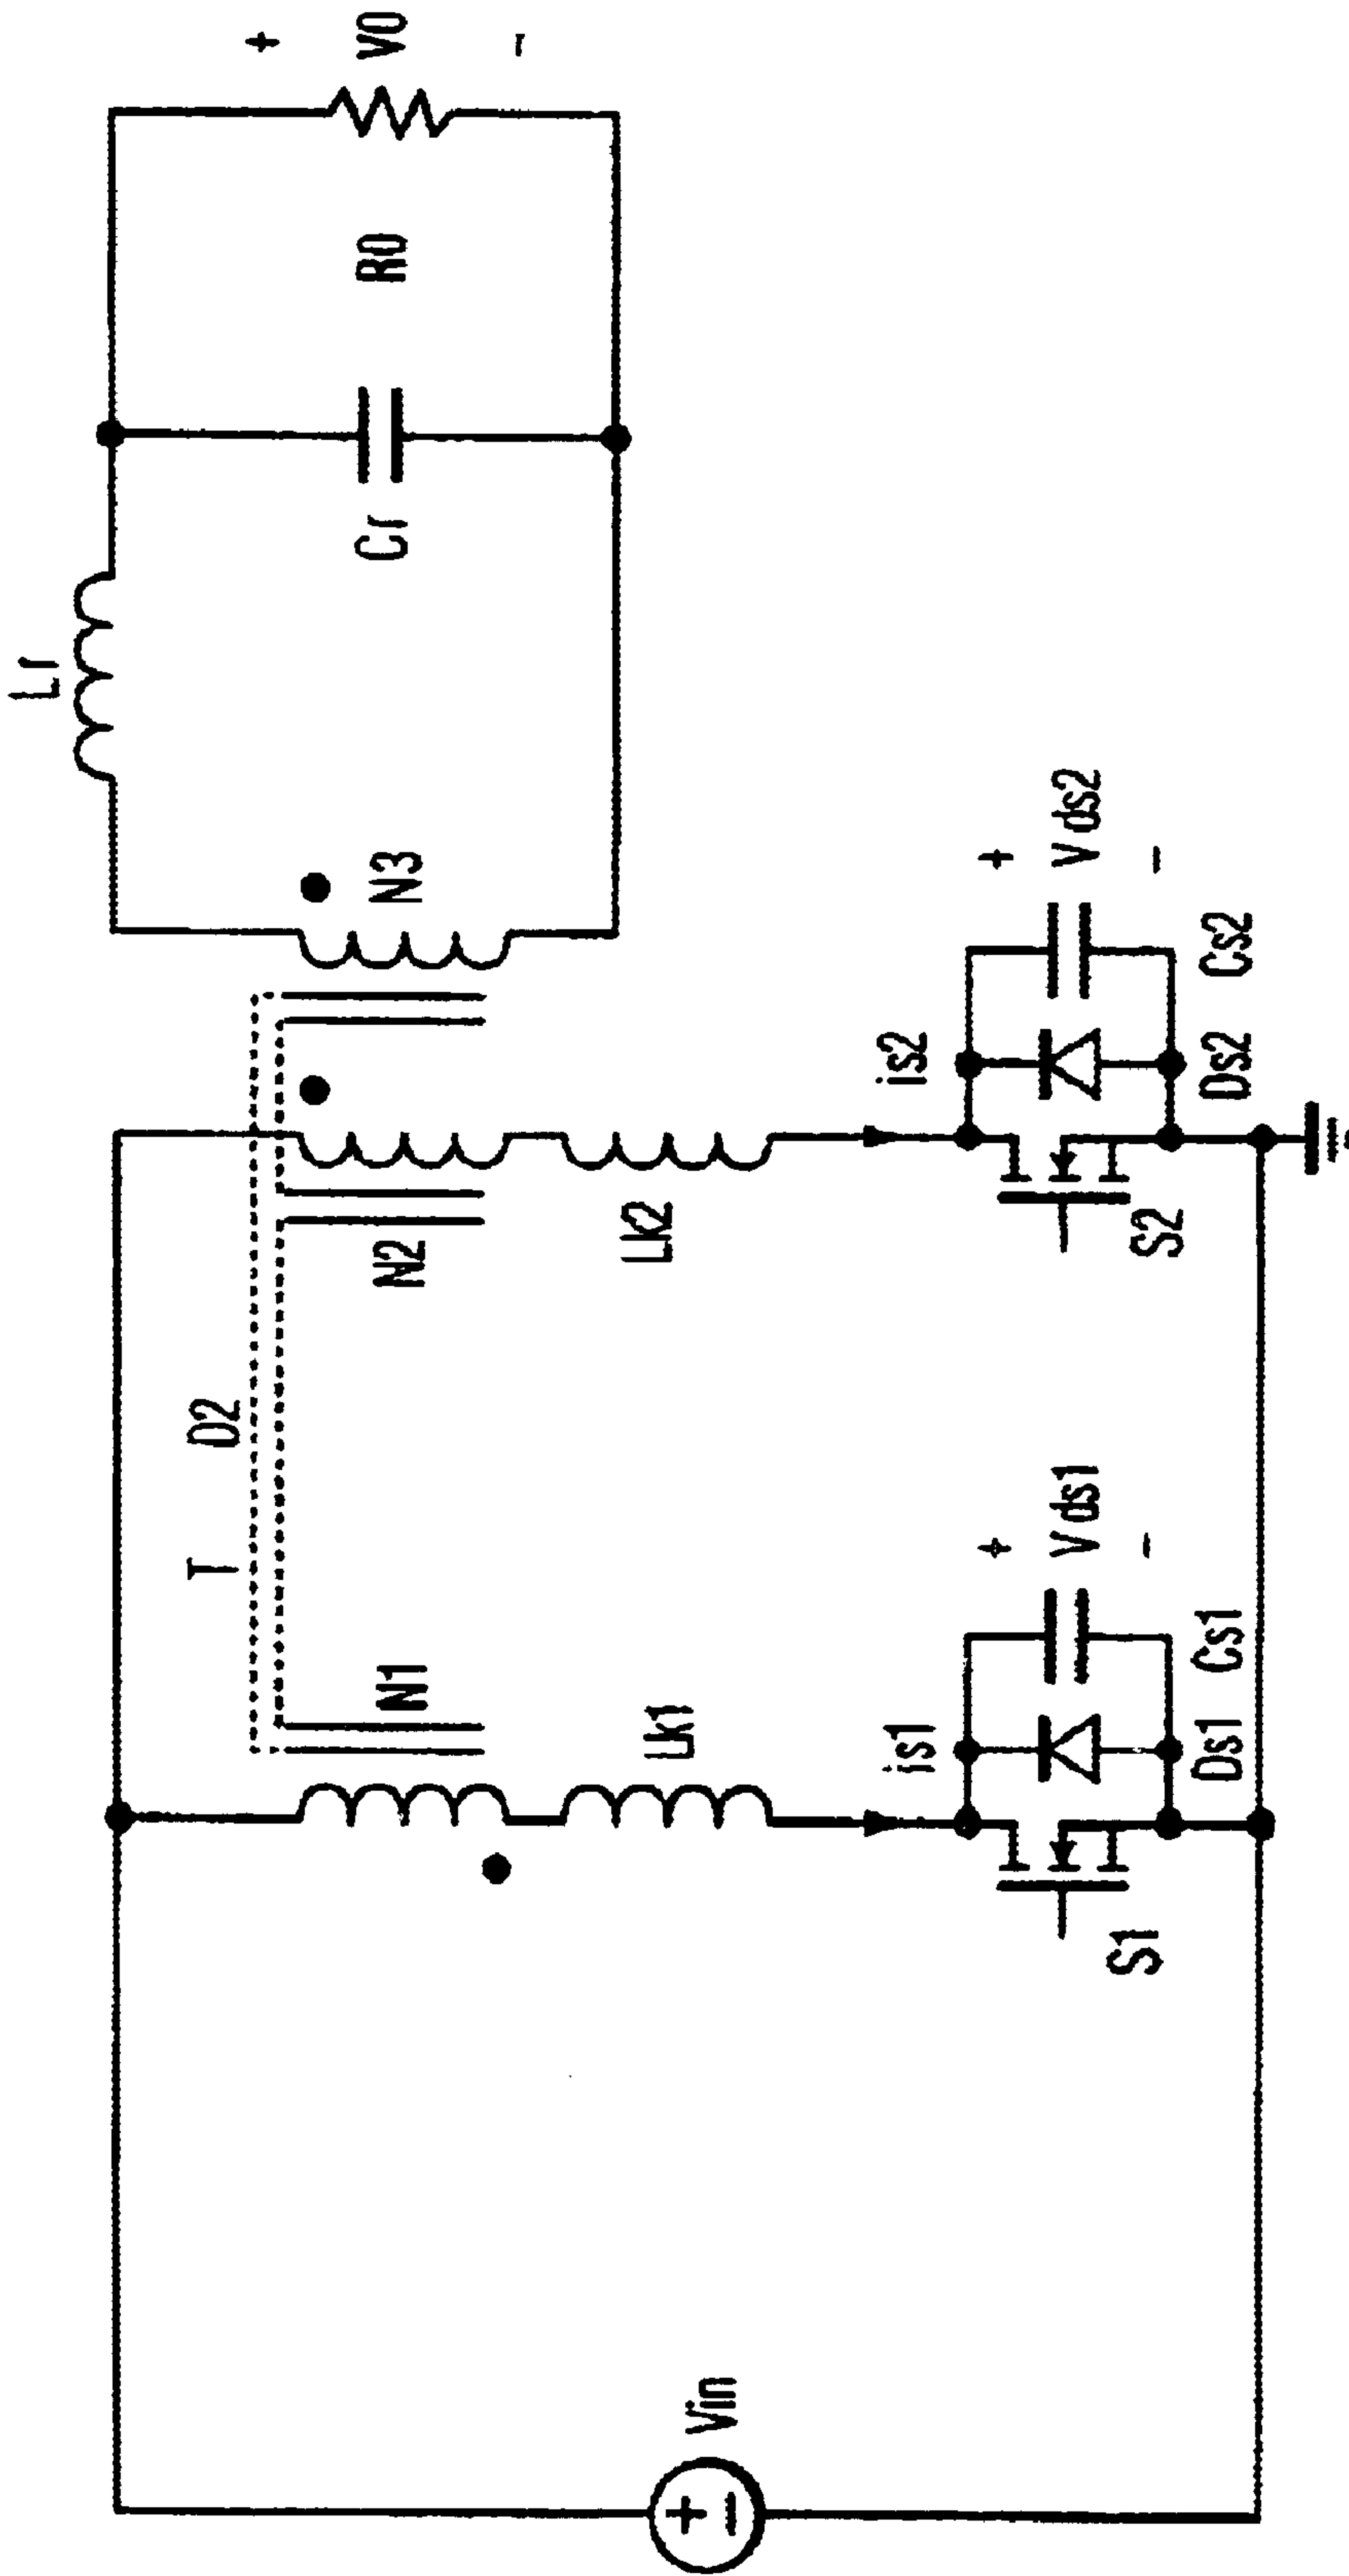 Vin
+
−
T
D2
N1
Lk1
is1
S1
Ds1
Cs1
+
Vds1
−
N2
Lk2
is2
S2
Ds2
Cs2
+
Vds2
−
N3
Lr
Cr
R0
+
V0
-